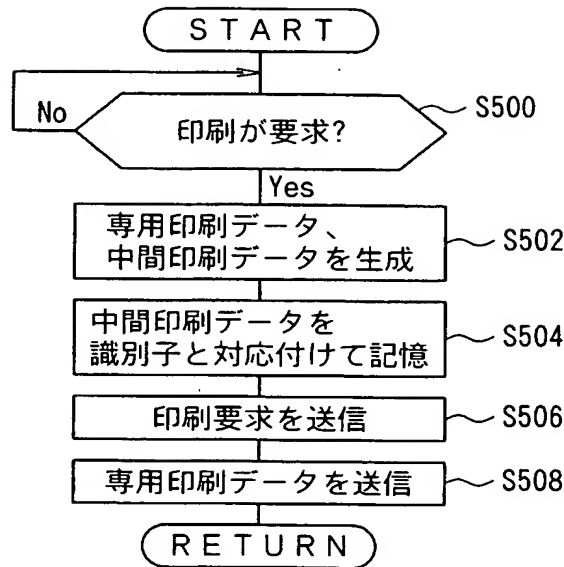 START
No
印刷が要求?
S500
Yes
専用印刷データ、
中間印刷データを生成
S502
中間印刷データを
識別子と対応付けて記憶
S504
印刷要求を送信
S506
専用印刷データを送信
S508
RETURN